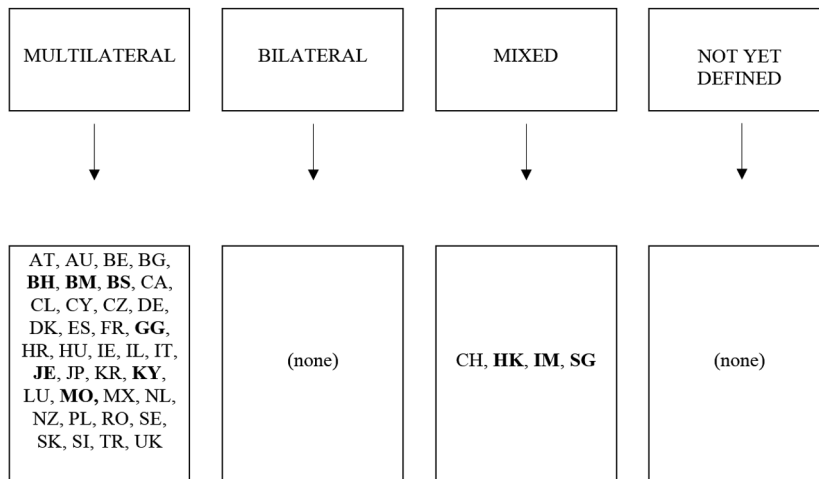 MULTILATERAL
BILATERAL
MIXED
NOT YET
DEFINED
AT, AU, BE, BG,
BH, BM, BS, CA,
CL, CY, CZ, DE,
DK, ES, FR, GG,
HR, HU, IE, IL, IT,
JE, JP, KR, KY,
LU, MO, MX, NL,
NZ, PL, RO, SE,
SK, SI, TR, UK
(none)
CH, HK, IM, SG
(none)